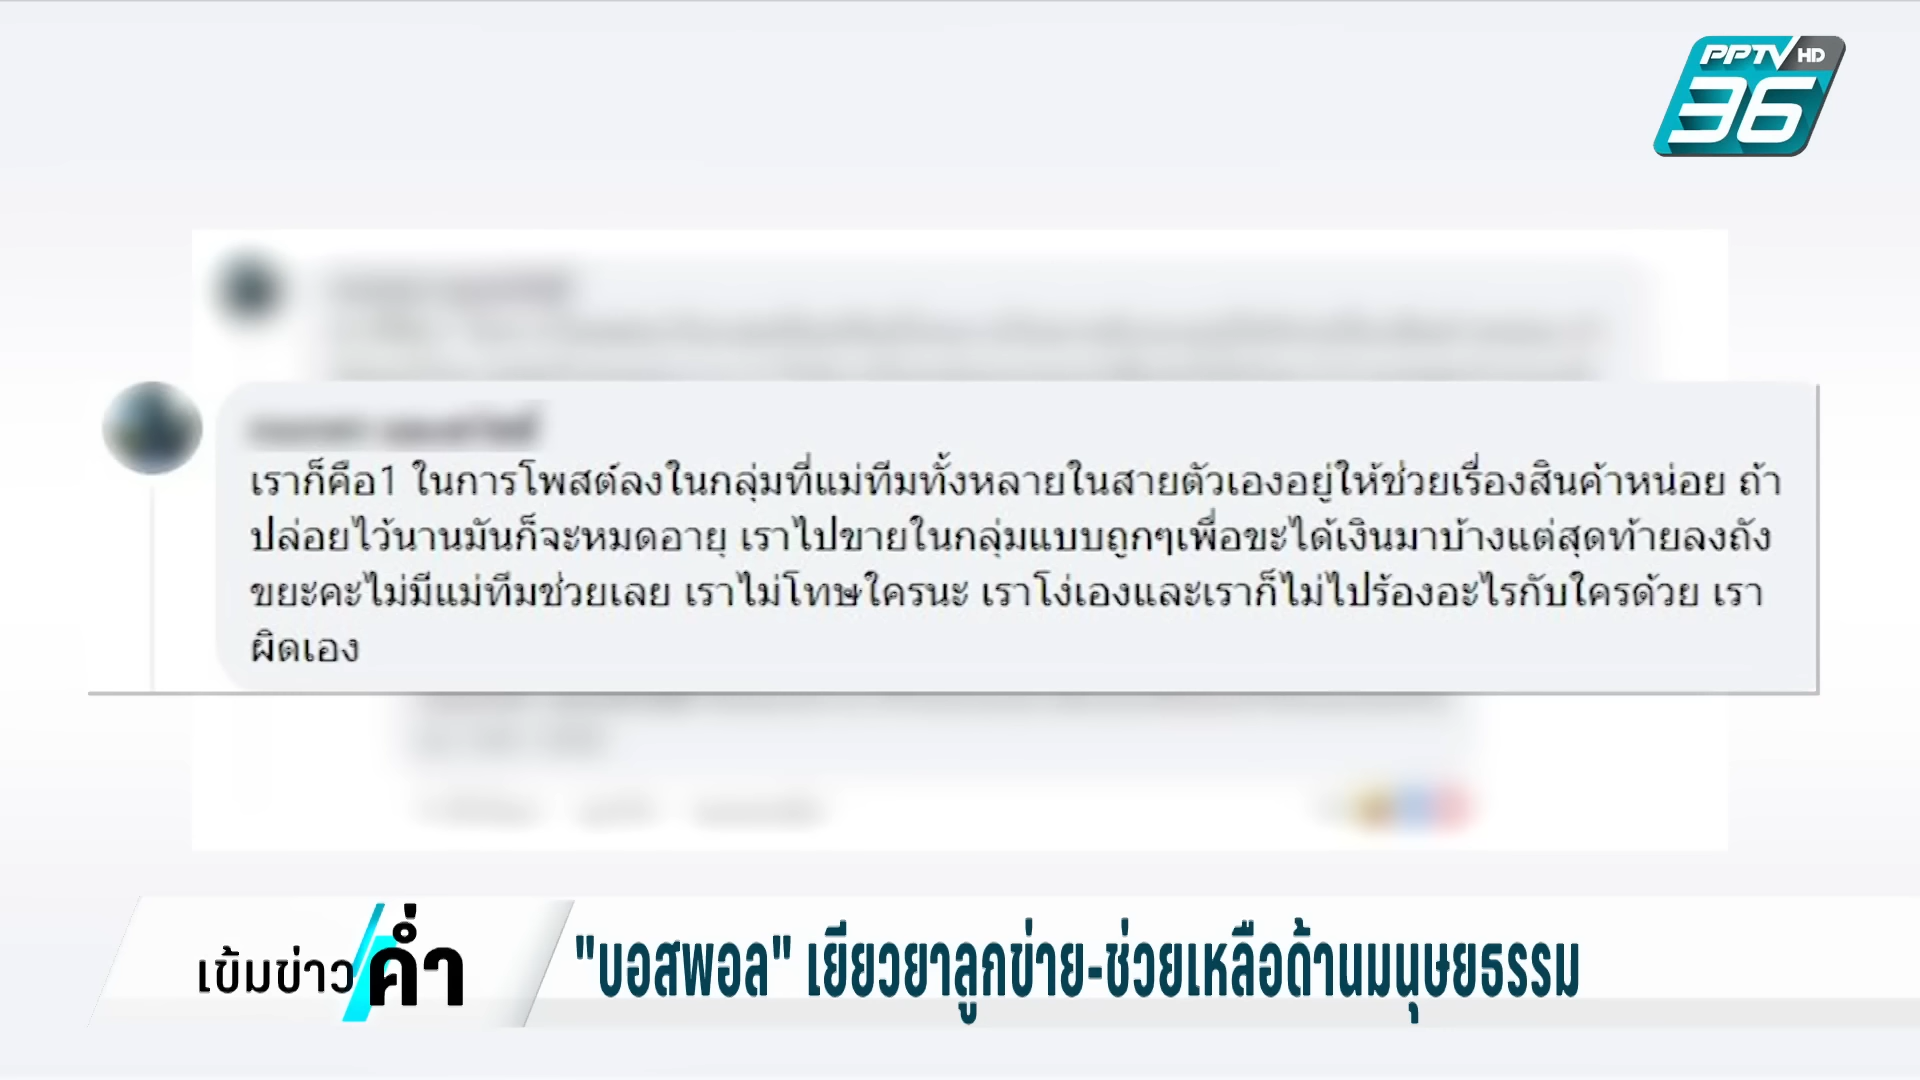 PPTV HD
36
เราก็คือ1 ในการโพสต์ลงในกลุ่มที่แม่ทีมทั้งหลายในสายตัวเองอยู่ให้ช่วยเรื่องสินค้าหน่อย ถ้า
ปล่อยไว้นานมันก็จะหมดอายุ เราไปขายในกลุ่มแบบถูกๆเพื่อขะได้เงินมาบ้างแต่สุดท้ายลงถัง
ขยะคะไม่มีแม่ทีมช่วยเลย เราไม่โทษใครนะ เราโง่เองและเราก็ไม่ไปร้องอะไรกับใครด้วย เรา
ผิดเอง
เข้มข่าวค่ำ
"บอสพอล" เยียวยาลูกข่าย-ช่วยเหลือด้านมนุษยธรรม